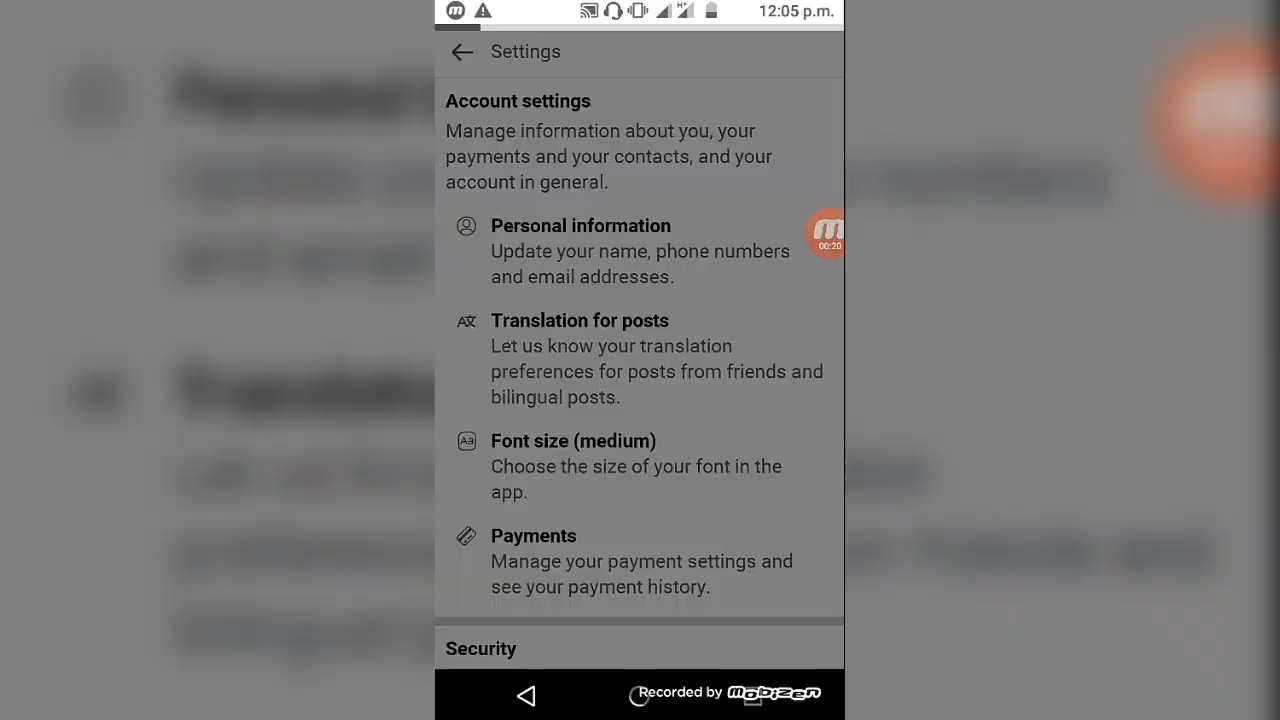 12:05 p.m.
Settings
Account settings
Manage information about you, your
payments and your contacts, and your
account in general.
Personal information
Update your name, phone numbers
and email addresses.
00:20
Translation for posts
Let us know your translation
preferences for posts from friends and
bilingual posts.
Font size (medium)
Choose the size of your font in the
app.
Payments
Manage your payment settings and
see your payment history.
Security
Recorded by Mobizen